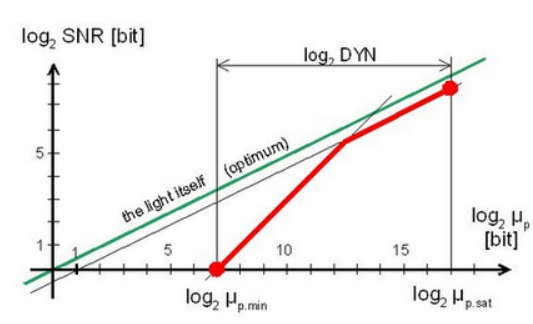 log₂ SNR [bit]
log₂ DYN
5
the light itself (optimum)
1
1
5
10
15
log₂ μp
[bit]
log₂ μp.min
log₂ μp.sat